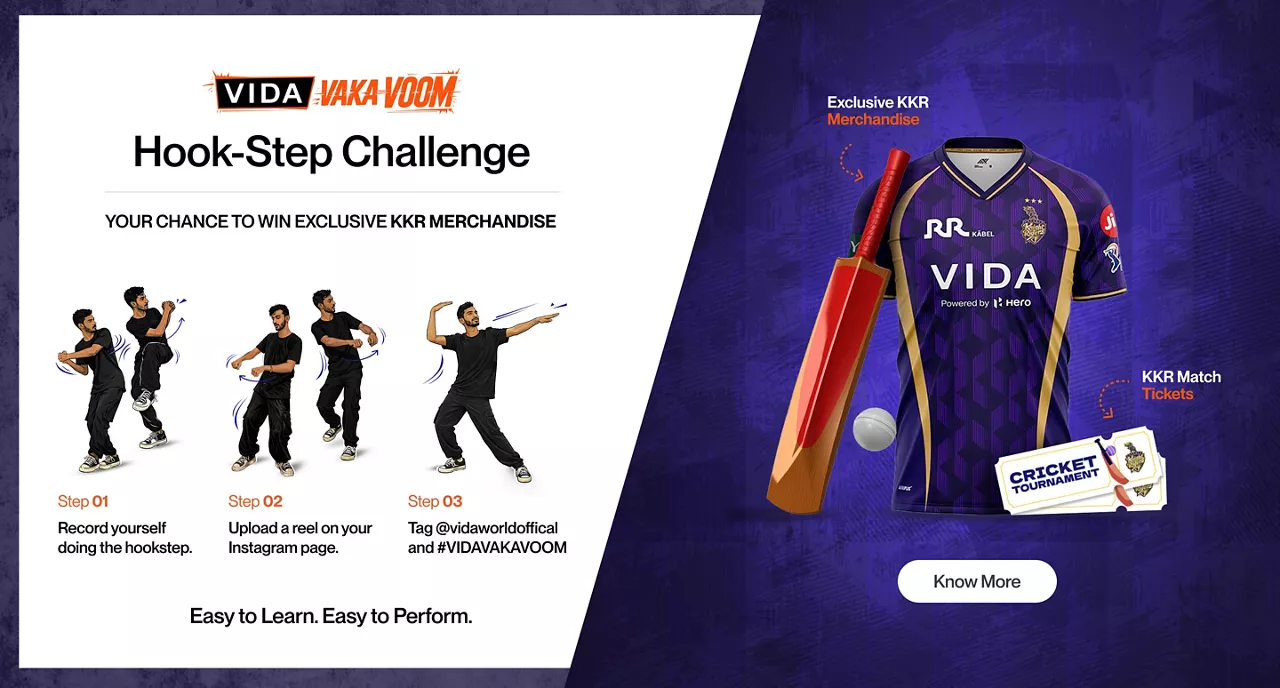 VIDA VAKA-VOOM
Hook-Step Challenge
YOUR CHANCE TO WIN EXCLUSIVE KKR MERCHANDISE
Step 01
Record yourself
doing the hookstep.
Step 02
Upload a reel on your
Instagram page.
Step 03
Tag @vidaworldoffical
and #VIDAVAKAVOOM
Easy to Learn. Easy to Perform.
Exclusive KKR
Merchandise
RR KABEL
Ji
VIDA
Powered by Hero
KKR Match
Tickets
CRICKET
TOURNAMENT
Know More